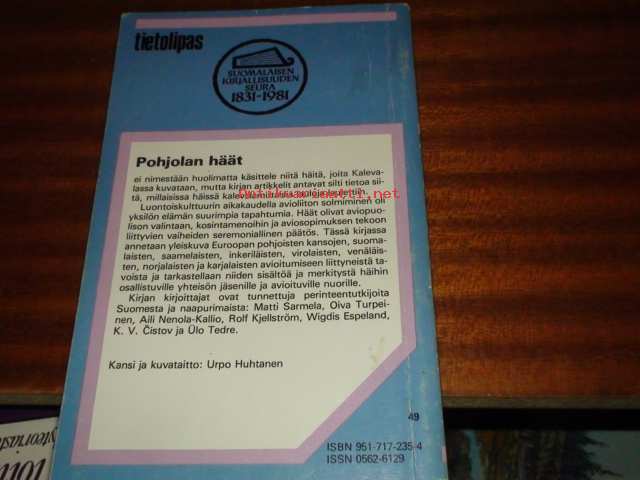 tietolipas
SUOMALAISEN
KIRJALLISUUDEN
SEURA
1831-1981
Pohjolan häät
ei nimestään huolimatta käsittele niitä häitä, joita Kaleva-
lassa kuvataan, mutta kirjan artikkelit antavat silti tietoa sii-
tä, millaisissa häissä kalevalamittaisia
Luontoiskulttuurin aikakaudella avioliiton solmiminen oli
yksilön elämän suurimpia tapahtumia. Häät olivat aviopuo-
lison valintaan, kosintamenoihin ja aviosopimuksen tekoon
liittyvien vaiheiden seremoniallinen päätös. Tässä kirjassa
annetaan yleiskuva Euroopan pohjoisten kansojen, suoma-
laisten, saamelaisten, inkeriläisten, virolaisten, venäläis-
ten, norjalaisten ja karjalaisten avioitumiseen liittyneistä ta-
voista ja tarkastellaan niiden sisältöä ja merkitystä häihin
osallistuville yhteisön jäsenille ja avioituville nuorille.
Kirjan kirjoittajat ovat tunnettuja perinteentutkijoita
Suomesta ja naapurimaista: Matti Sarmela, Oiva Turpei-
nen, Aili Nenola-Kallio, Rolf Kjellström, Wigdis Espeland,
K. V. Čistov ja Ülo Tedre.
Kansi ja kuvataitto: Urpo Huhtanen
49
ISBN 951-717-235-4
ISSN 0562-6129